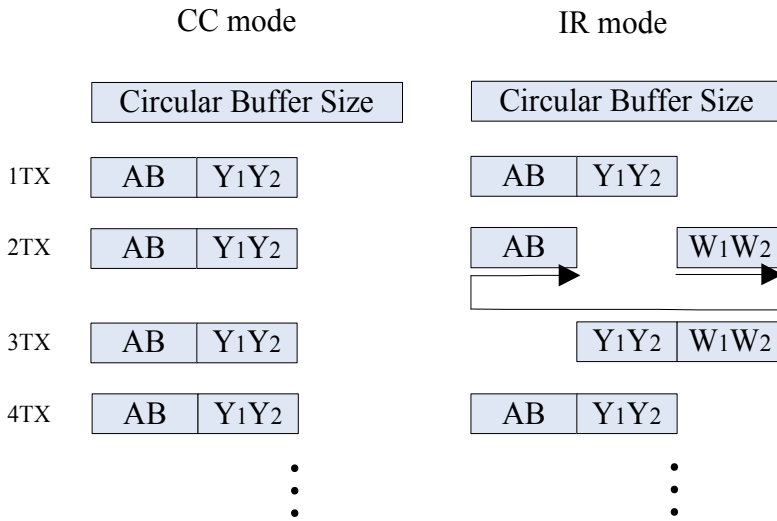 CC mode IR mode
Circular Buffer Size Circular Buffer Size
1TX AB Y1Y2 AB Y1Y2
2TX AB Y1Y2 AB W1W2
3TX AB Y1Y2 Y1Y2 W1W2
4TX AB Y1Y2 AB Y1Y2